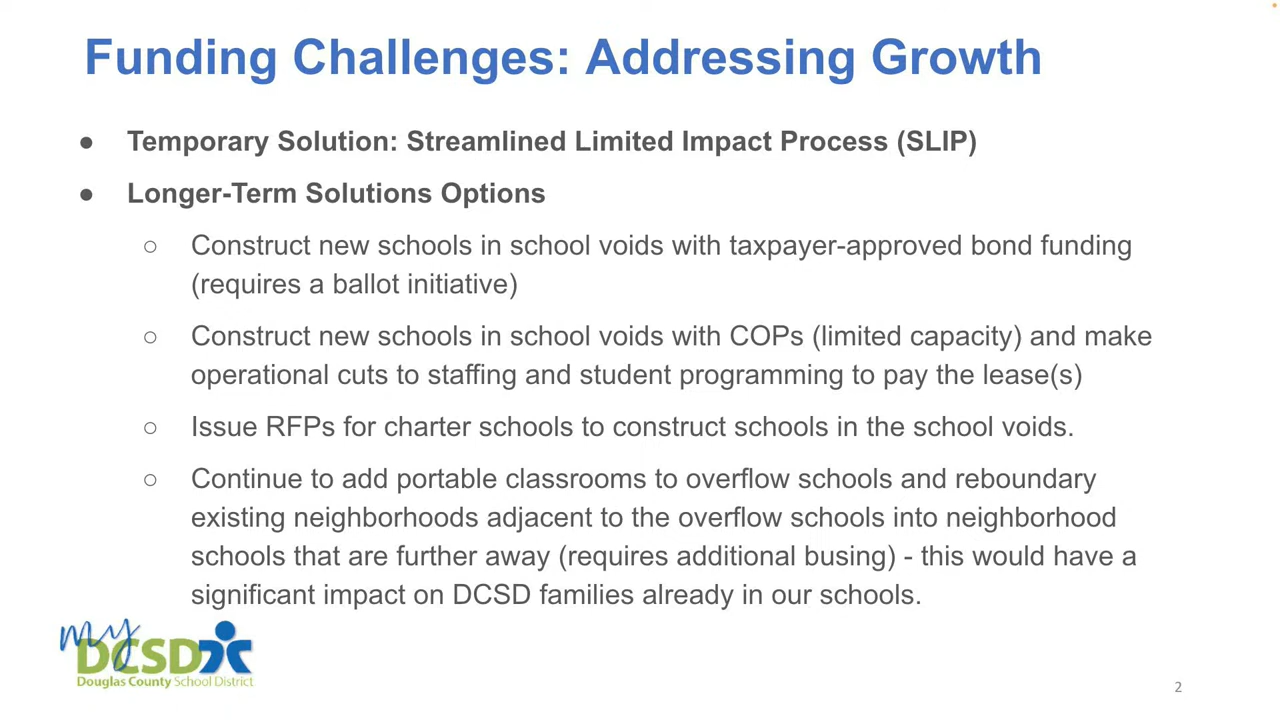 Funding Challenges: Addressing Growth
● Temporary Solution: Streamlined Limited Impact Process (SLIP)
● Longer-Term Solutions Options
○ Construct new schools in school voids with taxpayer-approved bond funding
(requires a ballot initiative)
○ Construct new schools in school voids with COPs (limited capacity) and make
operational cuts to staffing and student programming to pay the lease(s)
○ Issue RFPs for charter schools to construct schools in the school voids.
○ Continue to add portable classrooms to overflow schools and reboundary
existing neighborhoods adjacent to the overflow schools into neighborhood
schools that are further away (requires additional busing) - this would have a
significant impact on DCSD families already in our schools.
my
DCSD
Douglas County School District
2